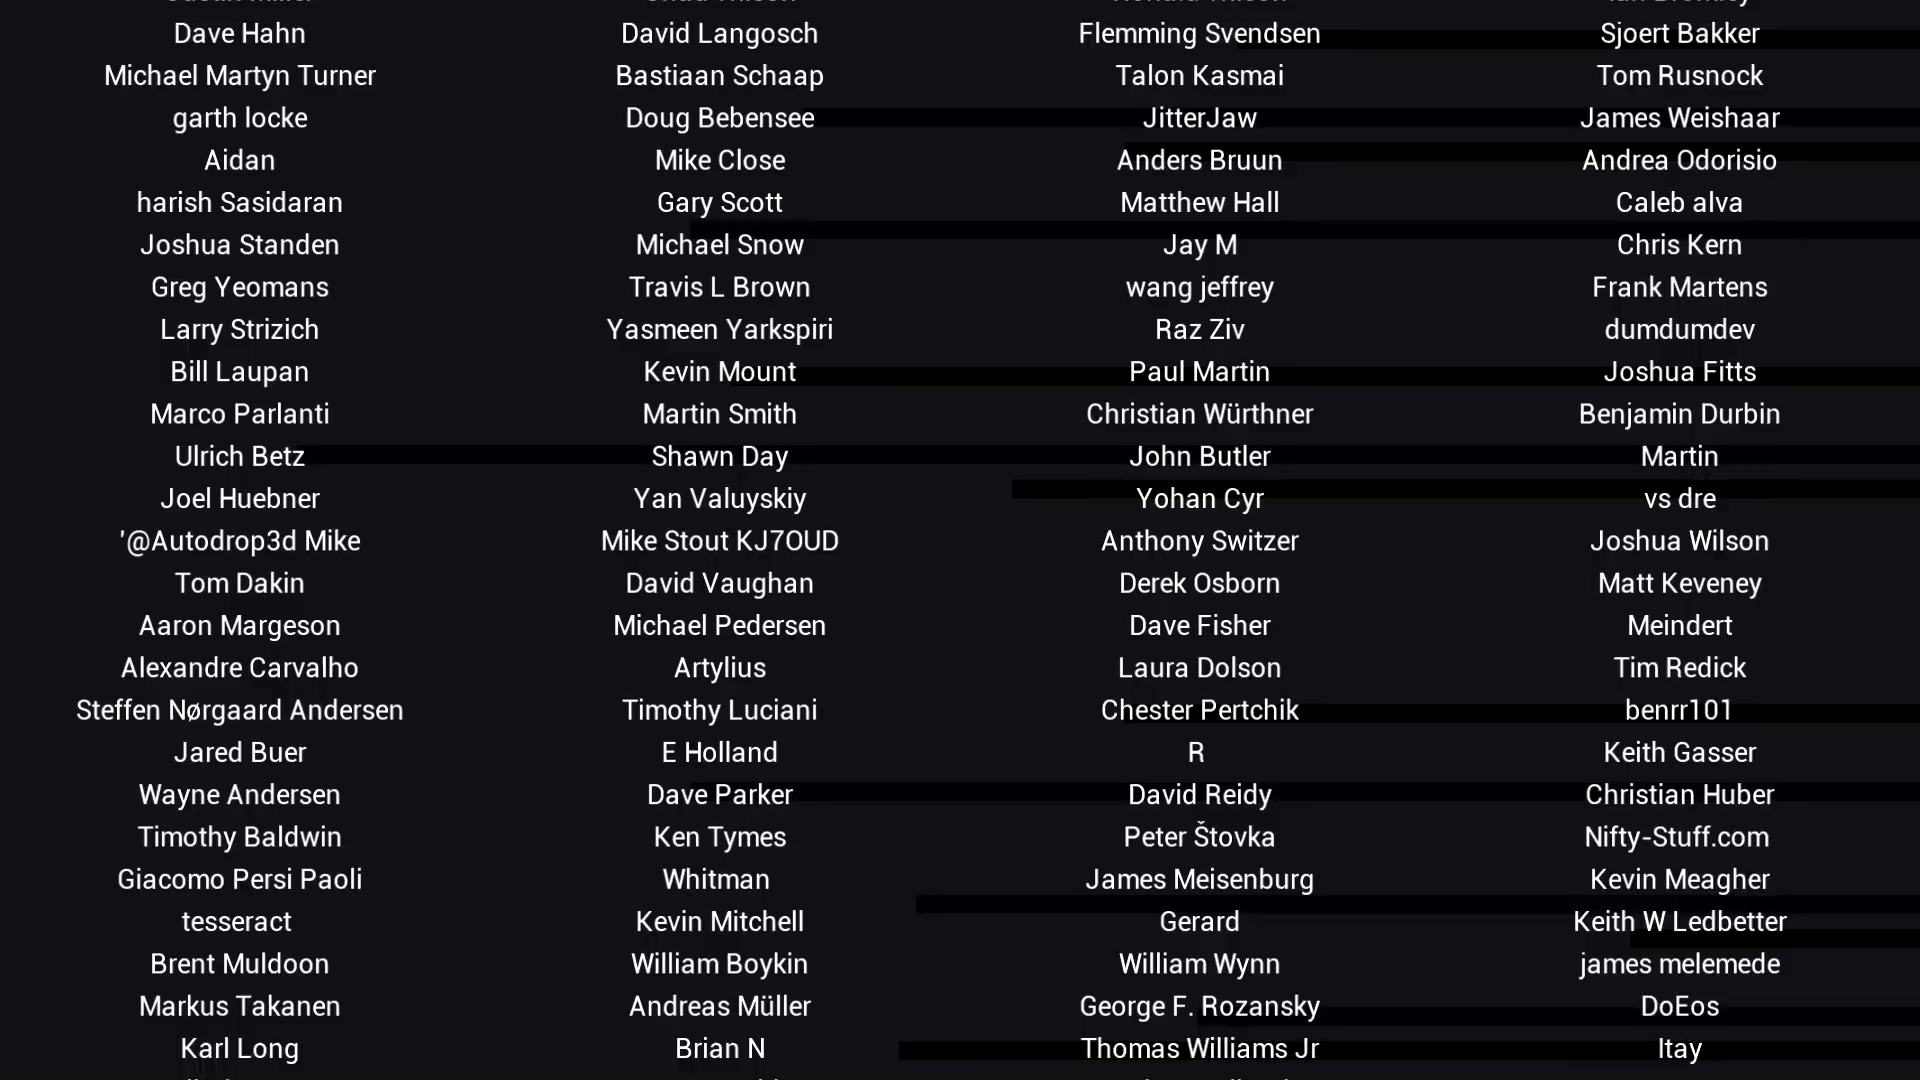 Dave Hahn David Langosch Flemming Svendsen Sjoert Bakker
Michael Martyn Turner Bastiaan Schaap Talon Kasmai Tom Rusnock
garth locke Doug Bebensee JitterJaw James Weishaar
Aidan Mike Close Anders Bruun Andrea Odorisio
harish Sasidaran Gary Scott Matthew Hall Caleb alva
Joshua Standen Michael Snow Jay M Chris Kern
Greg Yeomans Travis L Brown wang jeffrey Frank Martens
Larry Strizich Yasmeen Yarkspiri Raz Ziv dumdumdev
Bill Laupan Kevin Mount Paul Martin Joshua Fitts
Marco Parlanti Martin Smith Christian Würthner Benjamin Durbin
Ulrich Betz Shawn Day John Butler Martin
Joel Huebner Yan Valuyskiy Yohan Cyr vs dre
'@Autodrop3d Mike Mike Stout KJ7OUD Anthony Switzer Joshua Wilson
Tom Dakin David Vaughan Derek Osborn Matt Keveney
Aaron Margeson Michael Pedersen Dave Fisher Meindert
Alexandre Carvalho Artylius Laura Dolson Tim Redick
Steffen Nørgaard Andersen Timothy Luciani Chester Pertchik benrr101
Jared Buer E Holland R Keith Gasser
Wayne Andersen Dave Parker David Reidy Christian Huber
Timothy Baldwin Ken Tymes Peter Štovka Nifty-Stuff.com
Giacomo Persi Paoli Whitman James Meisenburg Kevin Meagher
tesseract Kevin Mitchell Gerard Keith W Ledbetter
Brent Muldoon William Boykin William Wynn james melemede
Markus Takanen Andreas Müller George F. Rozansky DoEos
Karl Long Brian N Thomas Williams Jr Itay